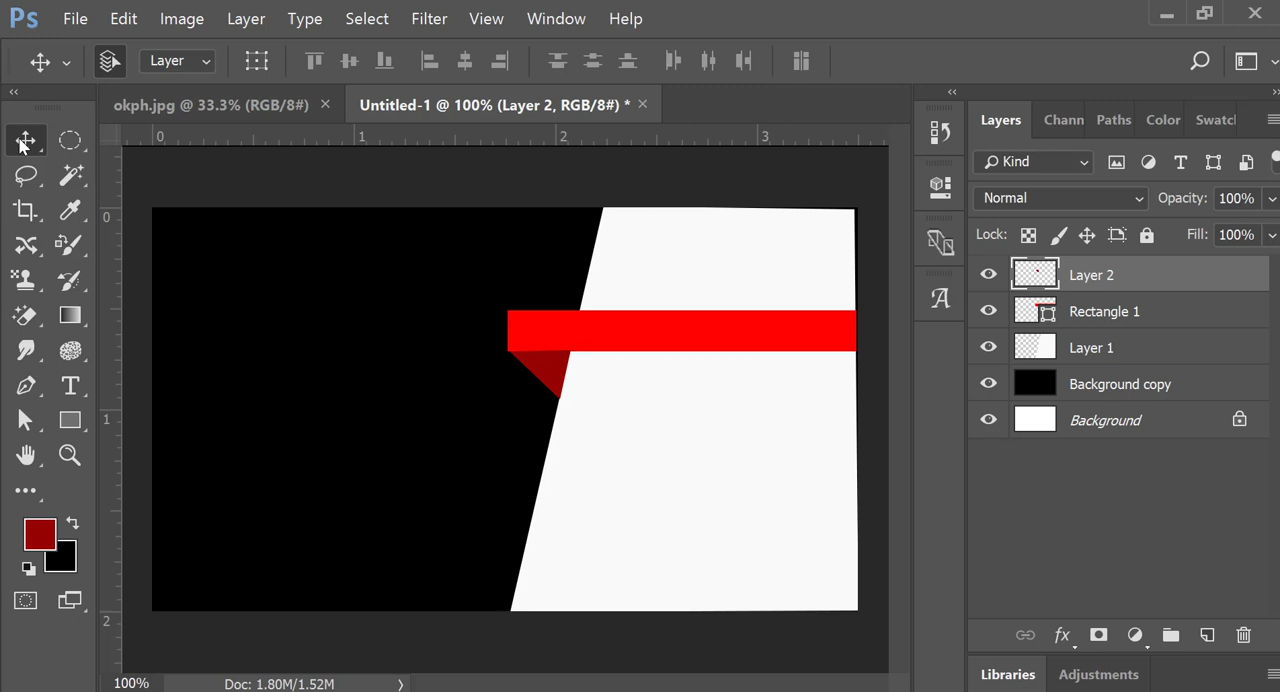 Ps File Edit Image Layer Type Select Filter View Window Help
Layer
okph.jpg @ 33.3% (RGB/8#) × Untitled-1 @ 100% (Layer 2, RGB/8#) * ×
0 1 2 3
0
1
2
Layers Chann Paths Color Swatcl
Kind
Normal Opacity: 100%
Lock: Fill: 100%
Layer 2
Rectangle 1
Layer 1
Background copy
Background
fx
T
A
100% Doc: 1.80M/1.52M
Libraries Adjustments